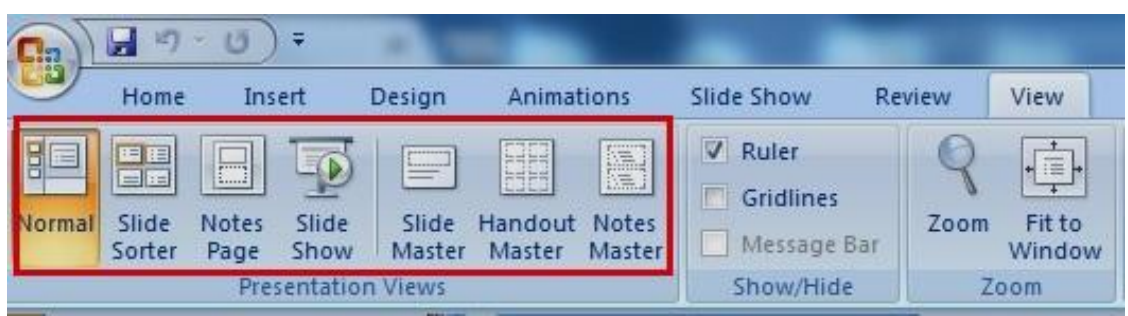 Home Insert Design Animations Slide Show Review View
Normal
Slide Sorter
Notes Page
Slide Show
Slide Master
Handout Master
Notes Master
Presentation Views
Ruler
Gridlines
Message Bar
Show/Hide
Zoom
Fit to Window
Zoom